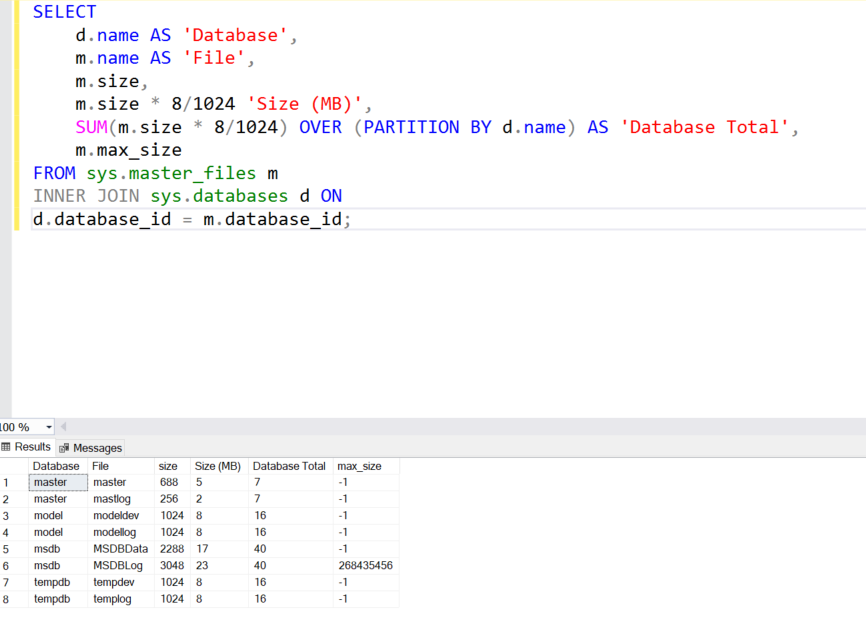 SELECT
d.name AS 'Database',
m.name AS 'File',
m.size,
m.size * 8/1024 'Size (MB)',
SUM(m.size * 8/1024) OVER (PARTITION BY d.name) AS 'Database Total',
m.max_size
FROM sys.master_files m
INNER JOIN sys.databases d ON
d.database_id = m.database_id;
100 %
Results Messages
Database File size Size (MB) Database Total max_size
1 master master 688 5 7 -1
2 master mastlog 256 2 7 -1
3 model modeldev 1024 8 16 -1
4 model modellog 1024 8 16 -1
5 msdb MSDBData 2288 17 40 -1
6 msdb MSDBLog 3048 23 40 268435456
7 tempdb tempdev 1024 8 16 -1
8 tempdb templog 1024 8 16 -1